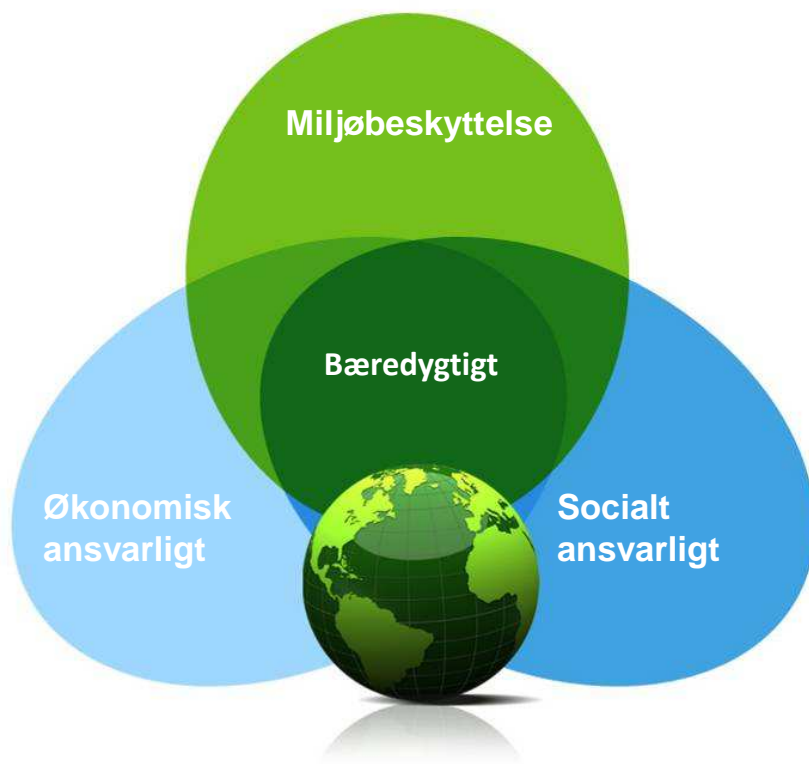 Miljøbeskyttelse
Bæredygtigt
Økonomisk
ansvarligt
Socialt
ansvarligt